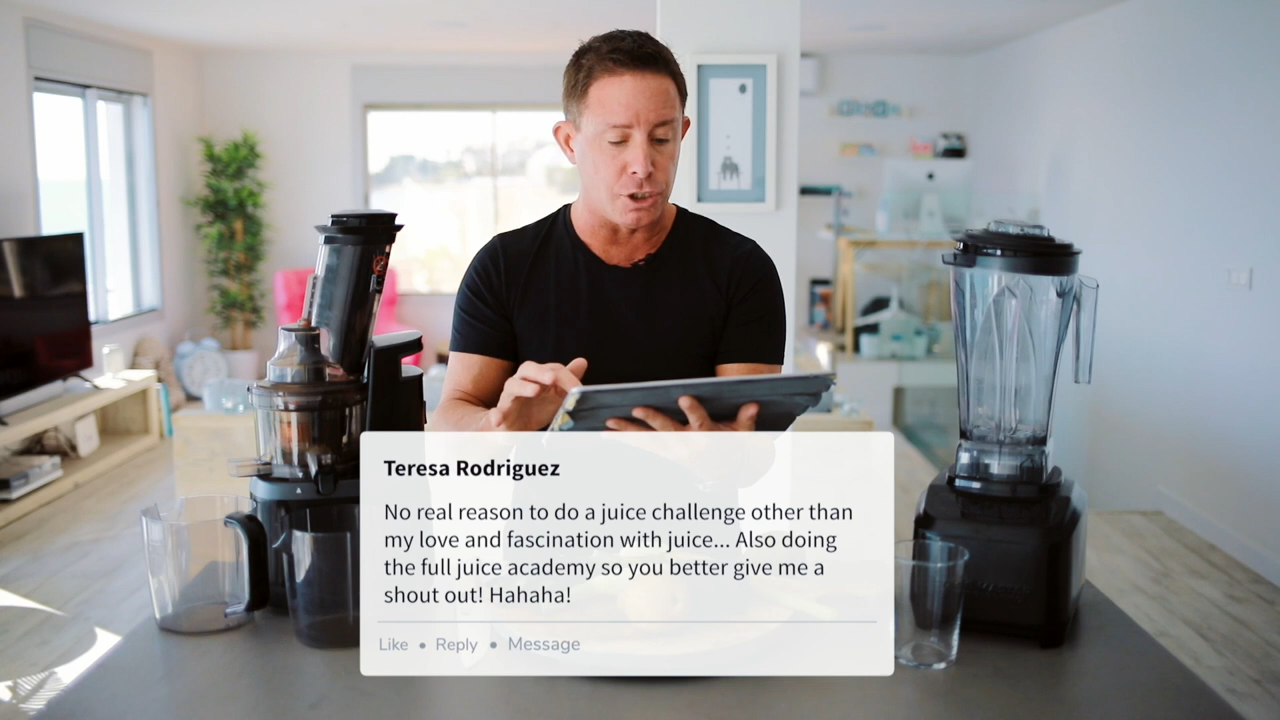 Teresa Rodriguez
No real reason to do a juice challenge other than
my love and fascination with juice... Also doing
the full juice academy so you better give me a
shout out! Hahaha!
Like • Reply • Message